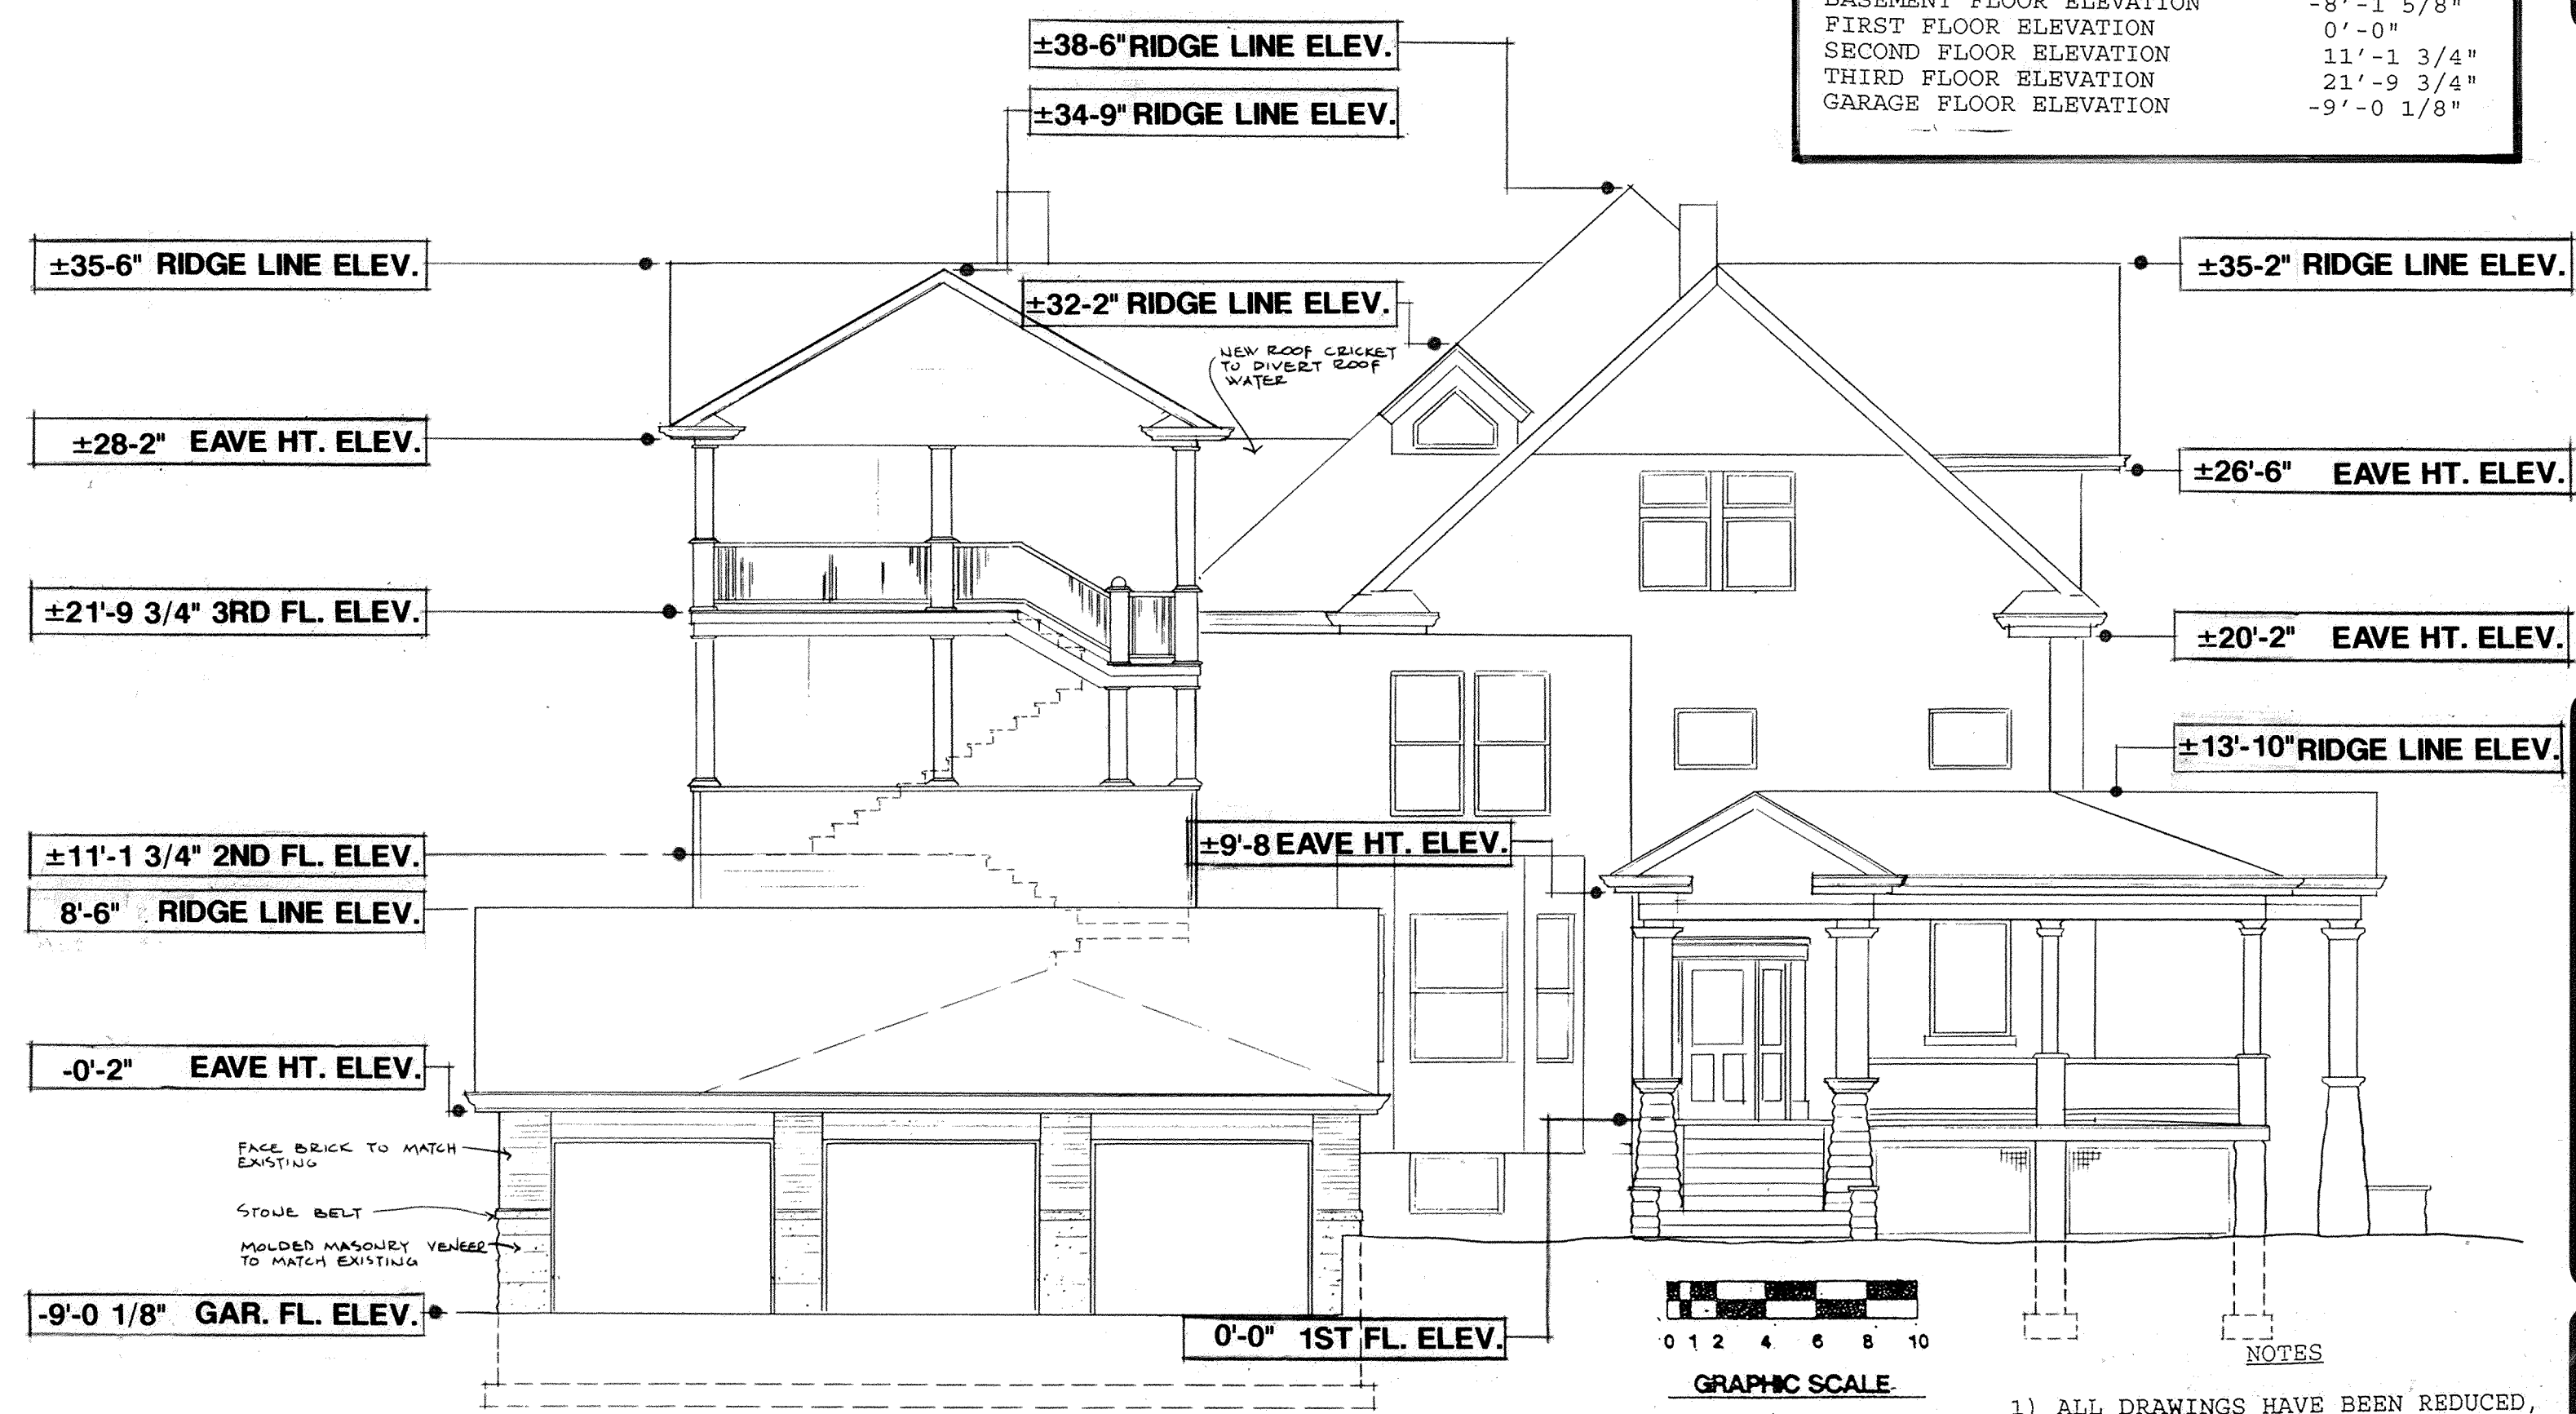 BASEMENT FLOOR ELEVATION -8'-1 5/8"
FIRST FLOOR ELEVATION 0'-0"
SECOND FLOOR ELEVATION 11'-1 3/4"
THIRD FLOOR ELEVATION 21'-9 3/4"
GARAGE FLOOR ELEVATION -9'-0 1/8"
±38-6" RIDGE LINE ELEV.
±34-9" RIDGE LINE ELEV.
±35-6" RIDGE LINE ELEV.
±35-2" RIDGE LINE ELEV.
±32-2" RIDGE LINE ELEV.
NEW ROOF CRICKET
TO DIVERT ROOF
WATER
±28-2" EAVE HT. ELEV.
±26'-6" EAVE HT. ELEV.
±21'-9 3/4" 3RD FL. ELEV.
±20'-2" EAVE HT. ELEV.
±13'-10" RIDGE LINE ELEV.
±11'-1 3/4" 2ND FL. ELEV.
±9'-8 EAVE HT. ELEV.
8'-6" RIDGE LINE ELEV.
-0'-2" EAVE HT. ELEV.
FACE BRICK TO MATCH
EXISTING
STONE BELT
MOLDED MASONRY VENEER
TO MATCH EXISTING
-9'-0 1/8" GAR. FL. ELEV.
0'-0" 1ST FL. ELEV.
0 1 2 4 6 8 10
GRAPHIC SCALE
NOTES
1) ALL DRAWINGS HAVE BEEN REDUCED,